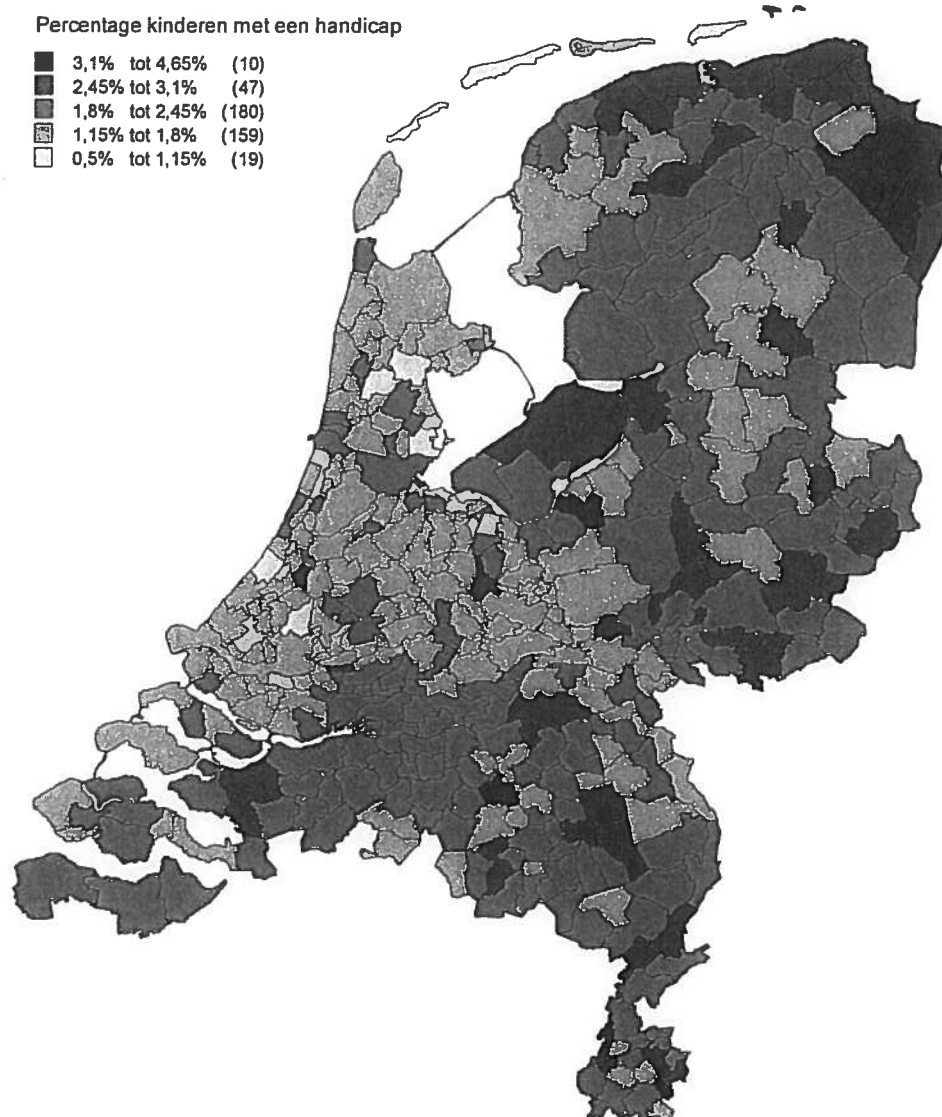 Percentage kinderen met een handicap
3,1% tot 4,65% (10)
2,45% tot 3,1% (47)
1,8% tot 2,45% (180)
1,15% tot 1,8% (159)
0,5% tot 1,15% (19)